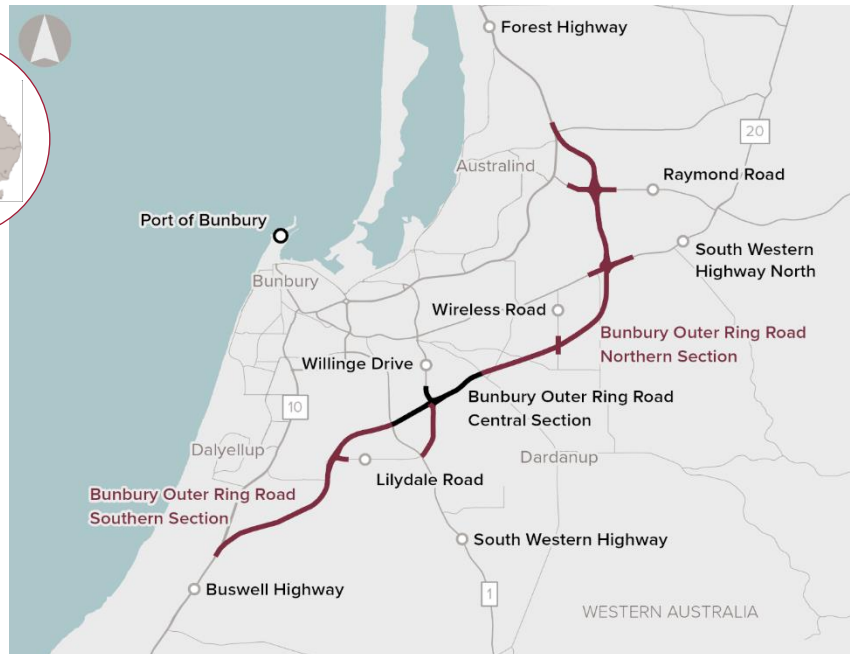 Forest Highway
20
Australind
Raymond Road
Port of Bunbury
South Western
Highway North
Bunbury
Wireless Road
Bunbury Outer Ring Road
Northern Section
Willinge Drive
Bunbury Outer Ring Road
Central Section
10
Dalyellup
Dardanup
Lilydale Road
Bunbury Outer Ring Road
Southern Section
South Western Highway
Buswell Highway
1
WESTERN AUSTRALIA